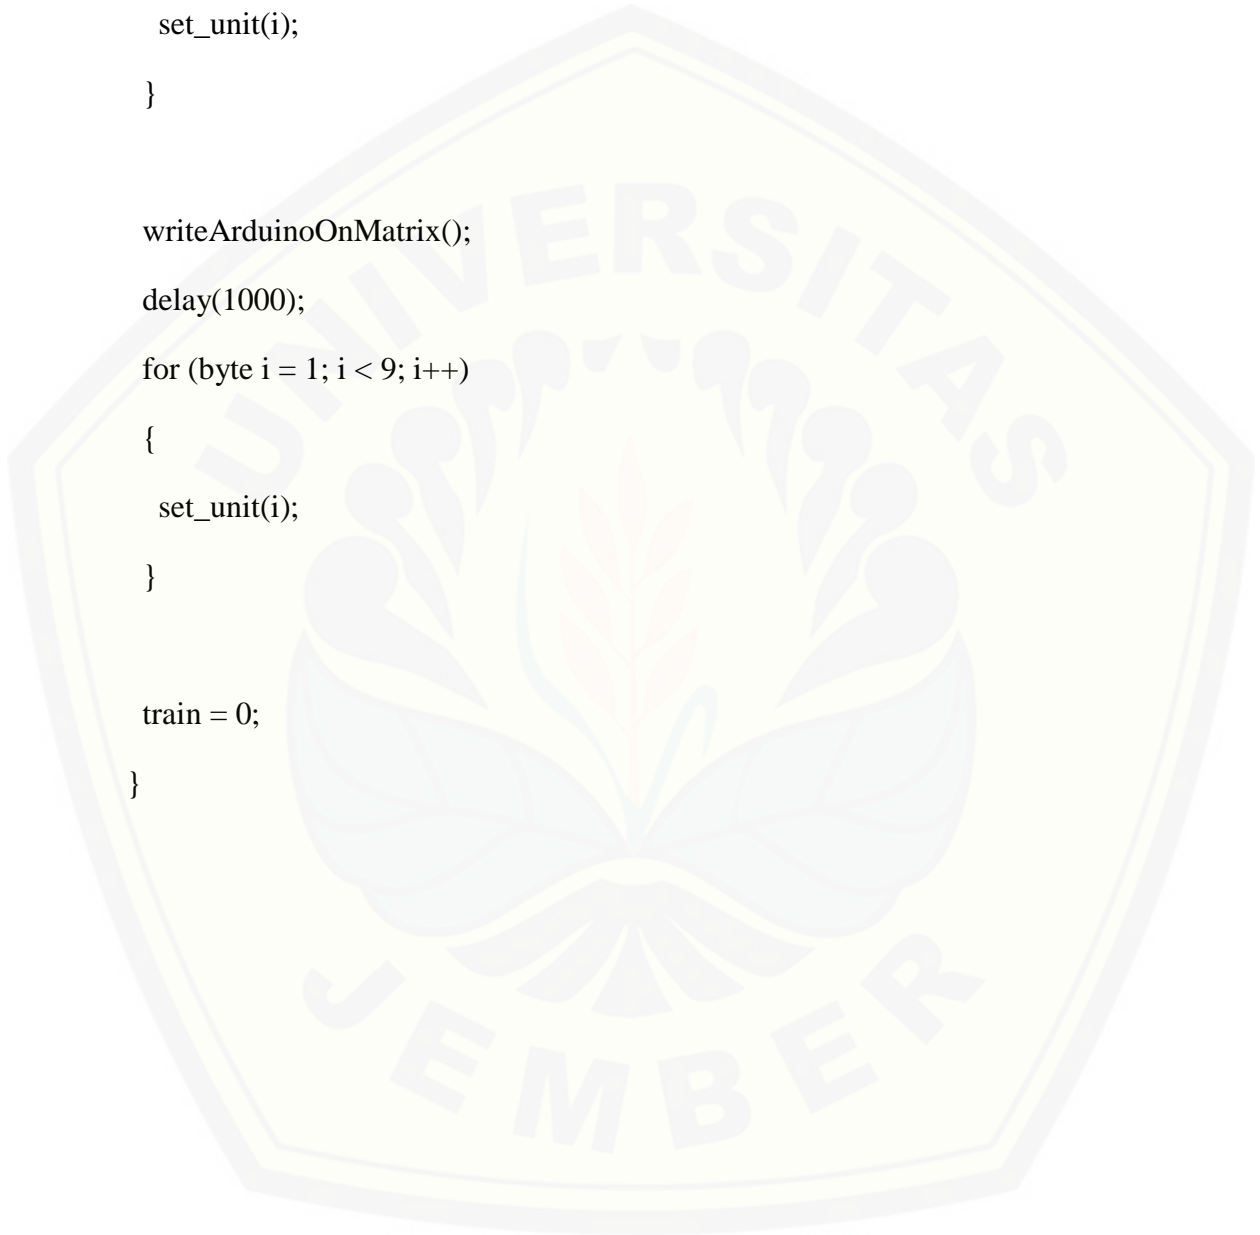 set_unit(i);
}
writeArduinoOnMatrix();
delay(1000);
for (byte i = 1; i < 9; i++)
{
set_unit(i);
}
train = 0;
}
UNIVERSITAS
JEMBER